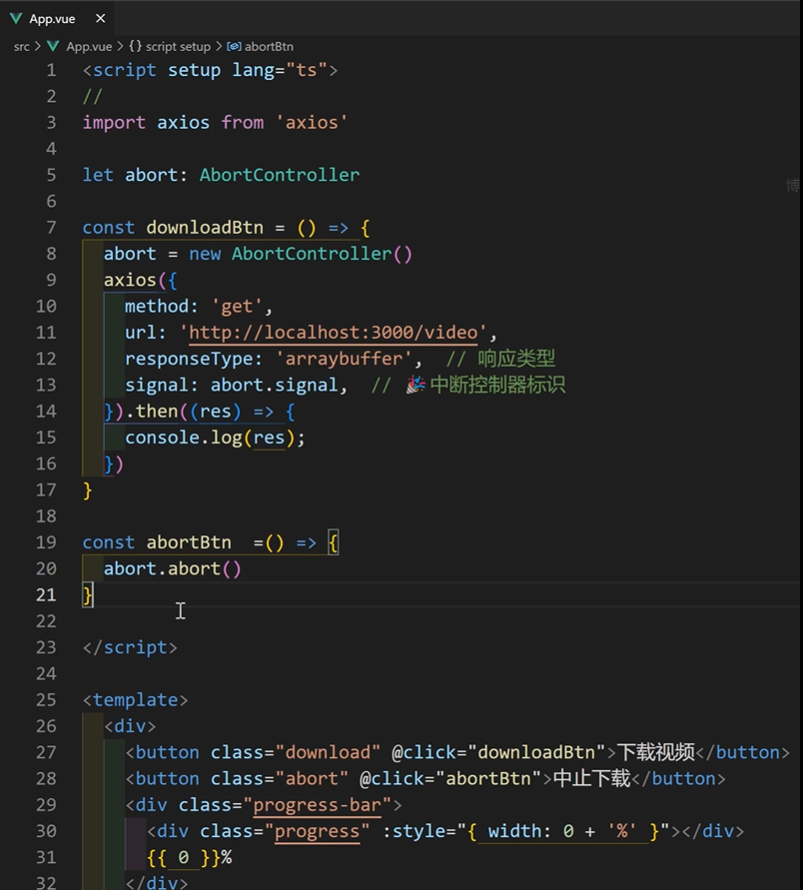 App.vue ×
src > App.vue > {} script setup > abortBtn
1 <script setup lang="ts">
2 //
3 import axios from 'axios'
4
5 let abort: AbortController
6
7 const downloadBtn = () => {
8 abort = new AbortController()
9 axios({
10 method: 'get',
11 url: 'http://localhost:3000/video',
12 responseType: 'arraybuffer', // 响应类型
13 signal: abort.signal, // 🎉中断控制器标识
14 }).then((res) => {
15 console.log(res);
16 })
17 }
18
19 const abortBtn =() => {
20 abort.abort()
21 }
22
23 </script>
24
25 <template>
26 <div>
27 <button class="download" @click="downloadBtn">下载视频</button>
28 <button class="abort" @click="abortBtn">中止下载</button>
29 <div class="progress-bar">
30 <div class="progress" :style="{ width: 0 + '%' }"></div>
31 {{ 0 }}%
32 </div>
博